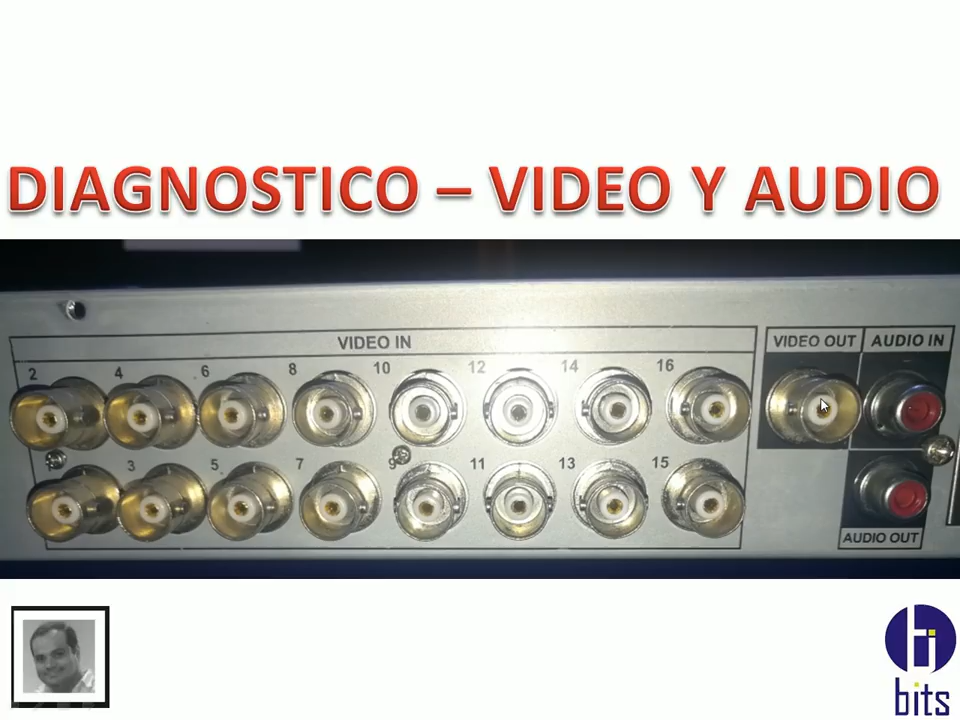 DIAGNOSTICO – VIDEO Y AUDIO
VIDEO IN
VIDEO OUT
AUDIO IN
2 4 6 8 10 12 14 16
3 5 7 9 11 13 15
AUDIO OUT
bits